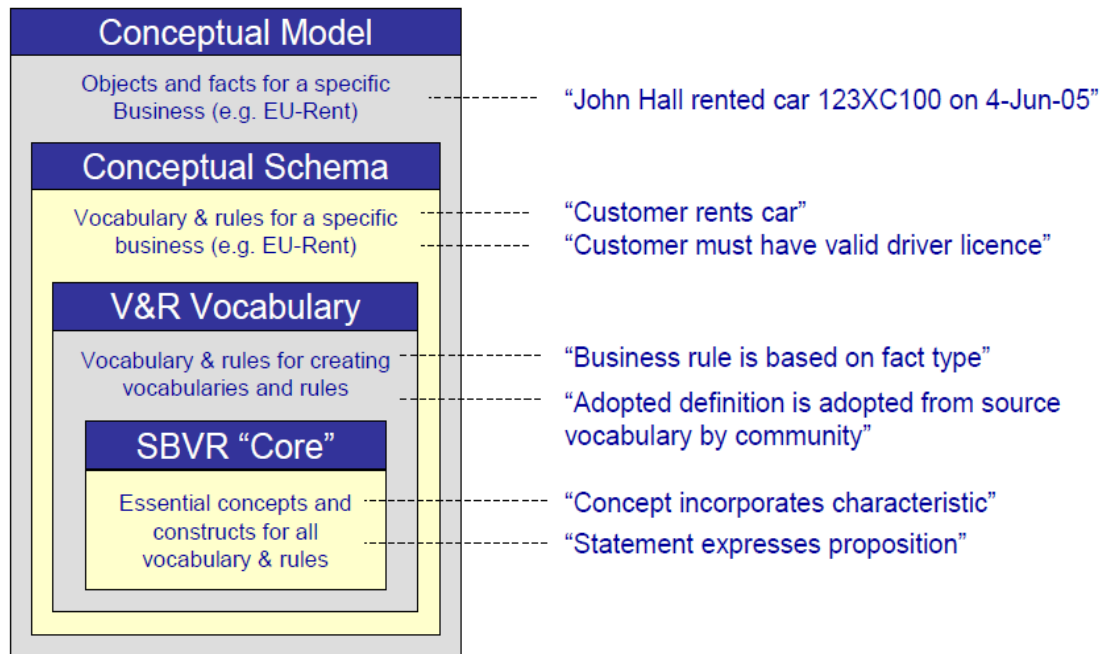 Conceptual Model
Objects and facts for a specific
Business (e.g. EU-Rent)
“John Hall rented car 123XC100 on 4-Jun-05”
Conceptual Schema
Vocabulary & rules for a specific
business (e.g. EU-Rent)
“Customer rents car”
“Customer must have valid driver licence”
V&R Vocabulary
Vocabulary & rules for creating
vocabularies and rules
“Business rule is based on fact type”
“Adopted definition is adopted from source
vocabulary by community”
SBVR “Core”
Essential concepts and
constructs for all
vocabulary & rules
“Concept incorporates characteristic”
“Statement expresses proposition”